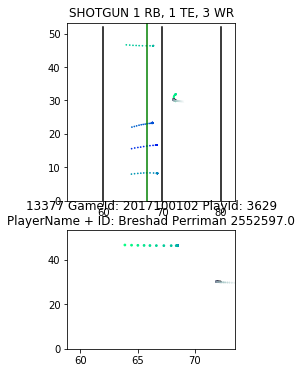 SHOTGUN 1 RB, 1 TE, 3 WR
50
40
30
20
10
0
60
80
13377 GameId: 2017100102 PlayId: 3629
PlayerName + ID: Breshad Perriman 2552597.0
40
20
0
60 65 70